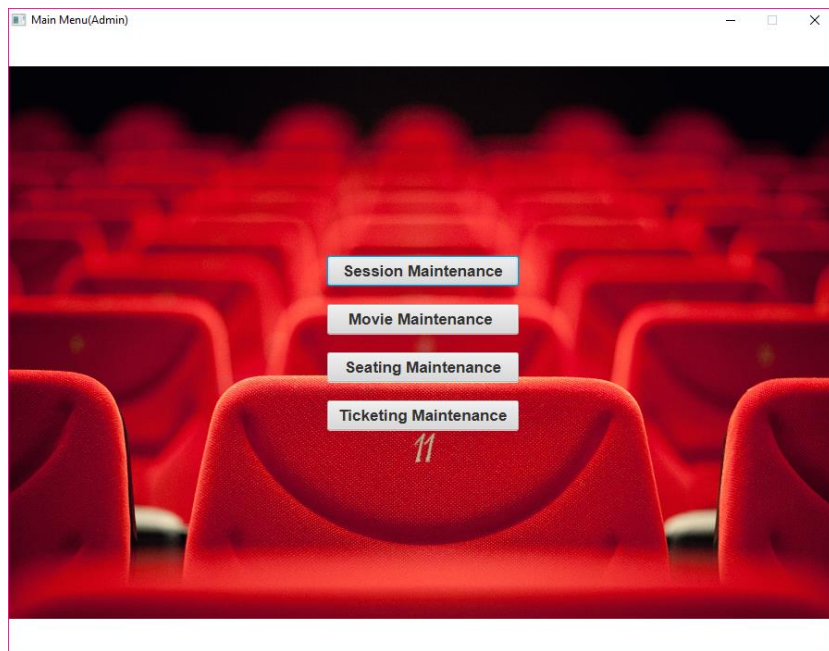 Main Menu(Admin)
Session Maintenance
Movie Maintenance
Seating Maintenance
Ticketing Maintenance
11